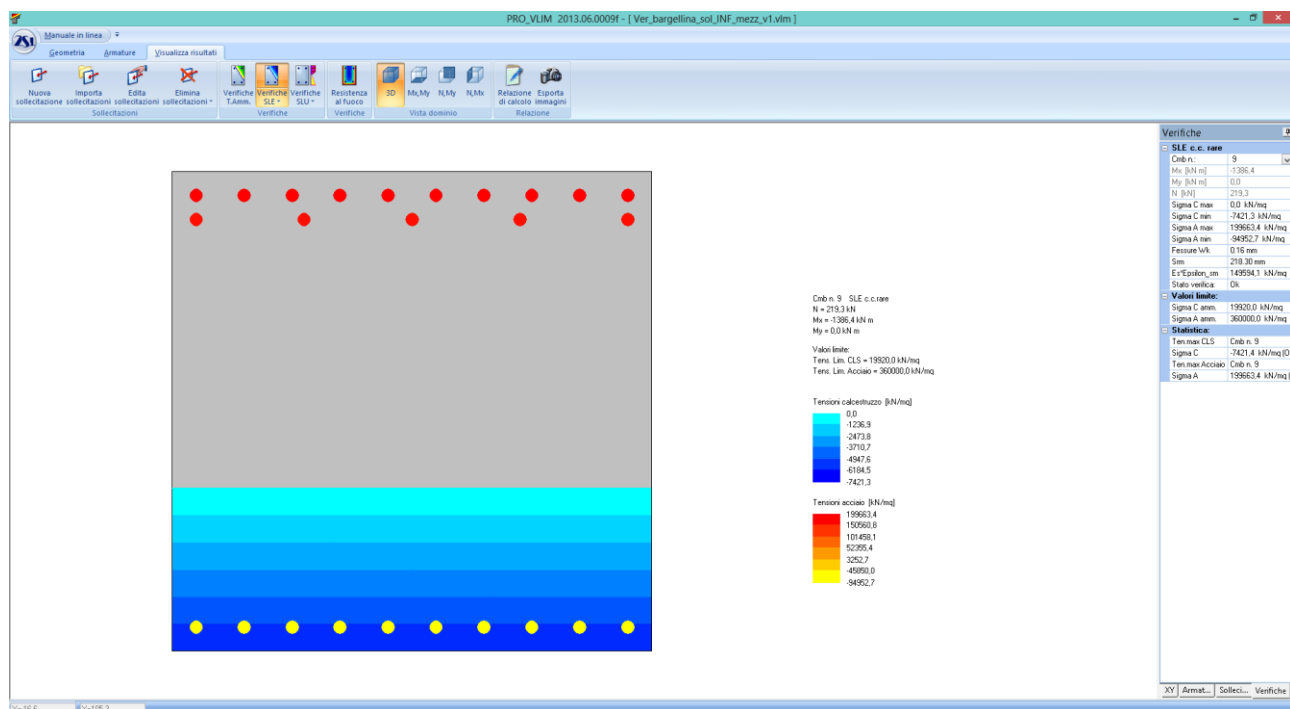 PRO_VLIM 2013.06.0009f - [ Ver_bargellina_sol_INF_mezz_v1.vlm ]
2SI
Manuale in linea
Geometria Armature Visualizza risultati
Nuova sollecitazione
Importa sollecitazioni
Edita sollecitazioni
Elimina sollecitazioni
Verifiche T.Amm.
Verifiche SLE
Verifiche SLU
Resistenza al fuoco
3D
Mx,My
N,My
N,Mx
Relazione di calcolo
Esporta immagini
Sollecitazioni
Verifiche
Verifiche
Vista dominio
Relazione
Cmb n. 9 SLE c.c.rare
N = 219,3 kN
Mx = -1386,4 kN m
My = 0,0 kN m
Valori limite:
Tens. Lim. CLS = 19920,0 kN/mq
Tens. Lim. Acciaio = 360000,0 kN/mq
Tensioni calcestruzzo [kN/mq]
0,0
-1236,9
-2473,8
-3710,7
-4947,6
-6184,5
-7421,3
Tensioni acciaio [kN/mq]
199663,4
150560,8
101458,1
52355,4
3252,7
-45850,0
-94952,7
Verifiche
SLE c.c. rare
Cmb n.: 9
Mx [kN m] -1386,4
My [kN m] 0,0
N [kN] 219,3
Sigma C max 0,0 kN/mq
Sigma C min -7421,3 kN/mq
Sigma A max 199663,4 kN/mq
Sigma A min -94952,7 kN/mq
Fessure Wk 0.16 mm
Srm 218.30 mm
Es*Epsilon_sm 149594,1 kN/mq
Stato verifica: Ok
Valori limite:
Sigma C amm. 19920,0 kN/mq
Sigma A amm. 360000,0 kN/mq
Statistica:
Ten.max CLS Cmb n. 9
Sigma C -7421,4 kN/mq (O
Ten.max Acciaio Cmb n. 9
Sigma A 199663,4 kN/mq (
XY Armat... Solleci... Verifiche